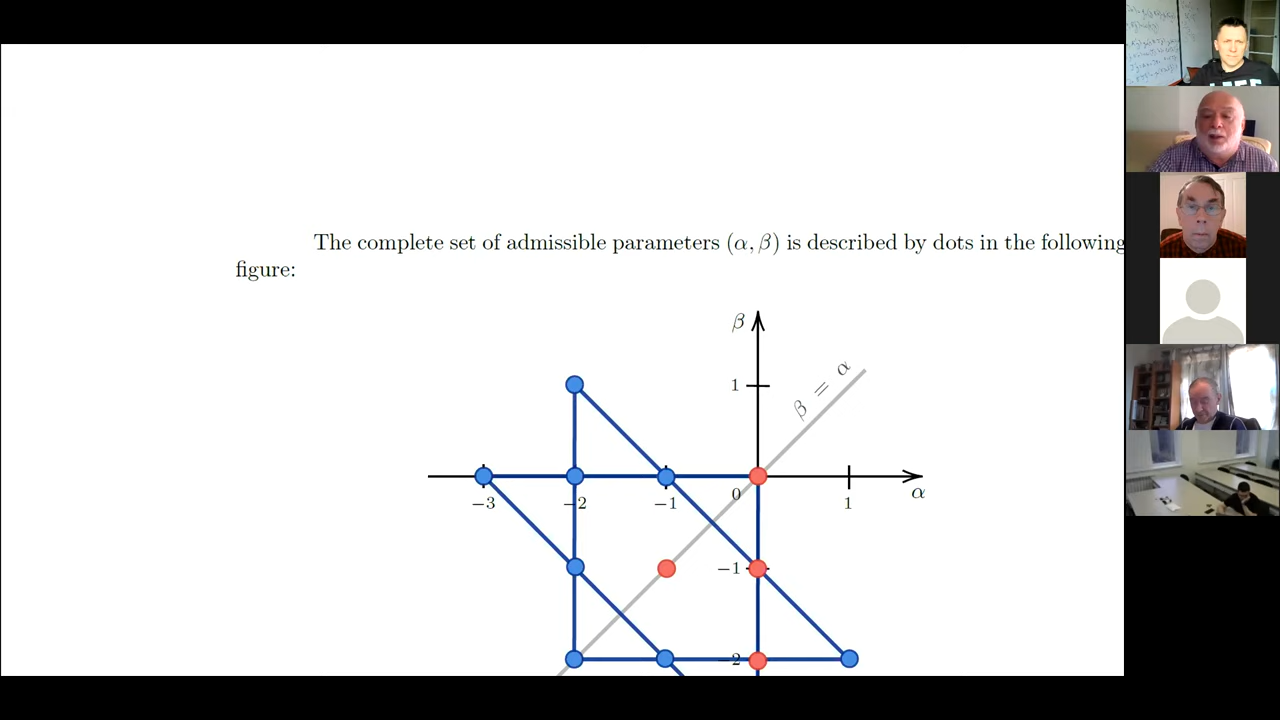 The complete set of admissible parameters (α, β) is described by dots in the following
figure:
β
β = α
1
0
α
−3
−2
−1
1
−1
−2